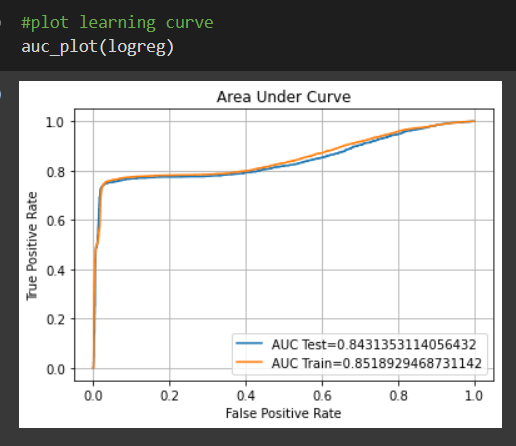 #plot learning curve
auc_plot(logreg)
Area Under Curve
1.0
0.8
0.6
0.4
0.2
0.0
True Positive Rate
AUC Test=0.8431353114056432
AUC Train=0.8518929468731142
0.0 0.2 0.4 0.6 0.8 1.0
False Positive Rate